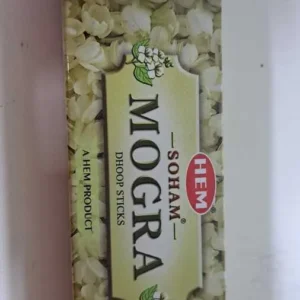 HEM
SOHAM®
MOGRA
DHOOP STICKS
A HEM PRODUCT